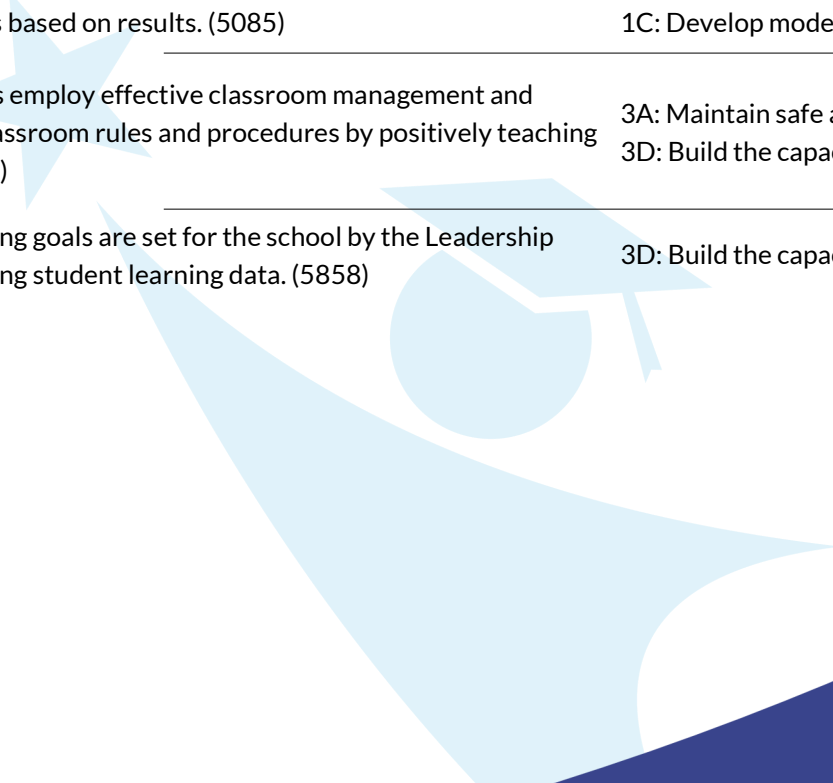 s based on results. (5085)
1C: Develop mode
s employ effective classroom management and
assroom rules and procedures by positively teaching
)
3A: Maintain safe a
3D: Build the capac
ng goals are set for the school by the Leadership
ng student learning data. (5858)
3D: Build the capac